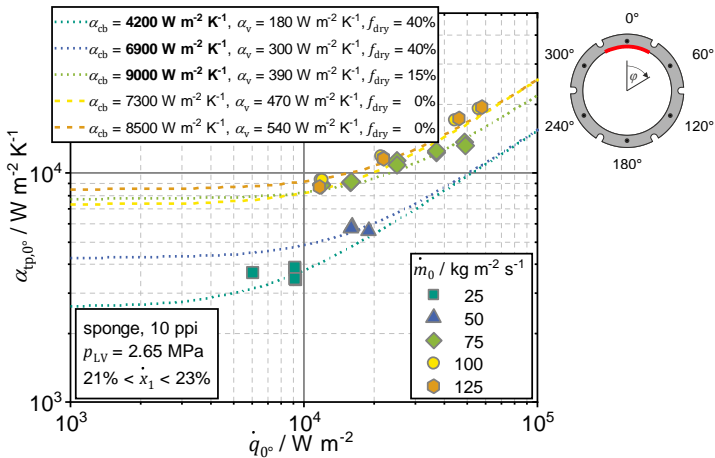 α_cb = 4200 W m⁻² K⁻¹, α_v = 180 W m⁻² K⁻¹, f_dry = 40%
α_cb = 6900 W m⁻² K⁻¹, α_v = 300 W m⁻² K⁻¹, f_dry = 40%
α_cb = 9000 W m⁻² K⁻¹, α_v = 390 W m⁻² K⁻¹, f_dry = 15%
α_cb = 7300 W m⁻² K⁻¹, α_v = 470 W m⁻² K⁻¹, f_dry = 0%
α_cb = 8500 W m⁻² K⁻¹, α_v = 540 W m⁻² K⁻¹, f_dry = 0%
0°
300°
60°
φ
240°
120°
180°
10⁴
10³
α_tp,0° / W m⁻² K⁻¹
sponge, 10 ppi
p_LV = 2.65 MPa
21% < ẋ₁ < 23%
ṁ₀ / kg m⁻² s⁻¹
25
50
75
100
125
10³
10⁴
10⁵
q̇_0° / W m⁻²